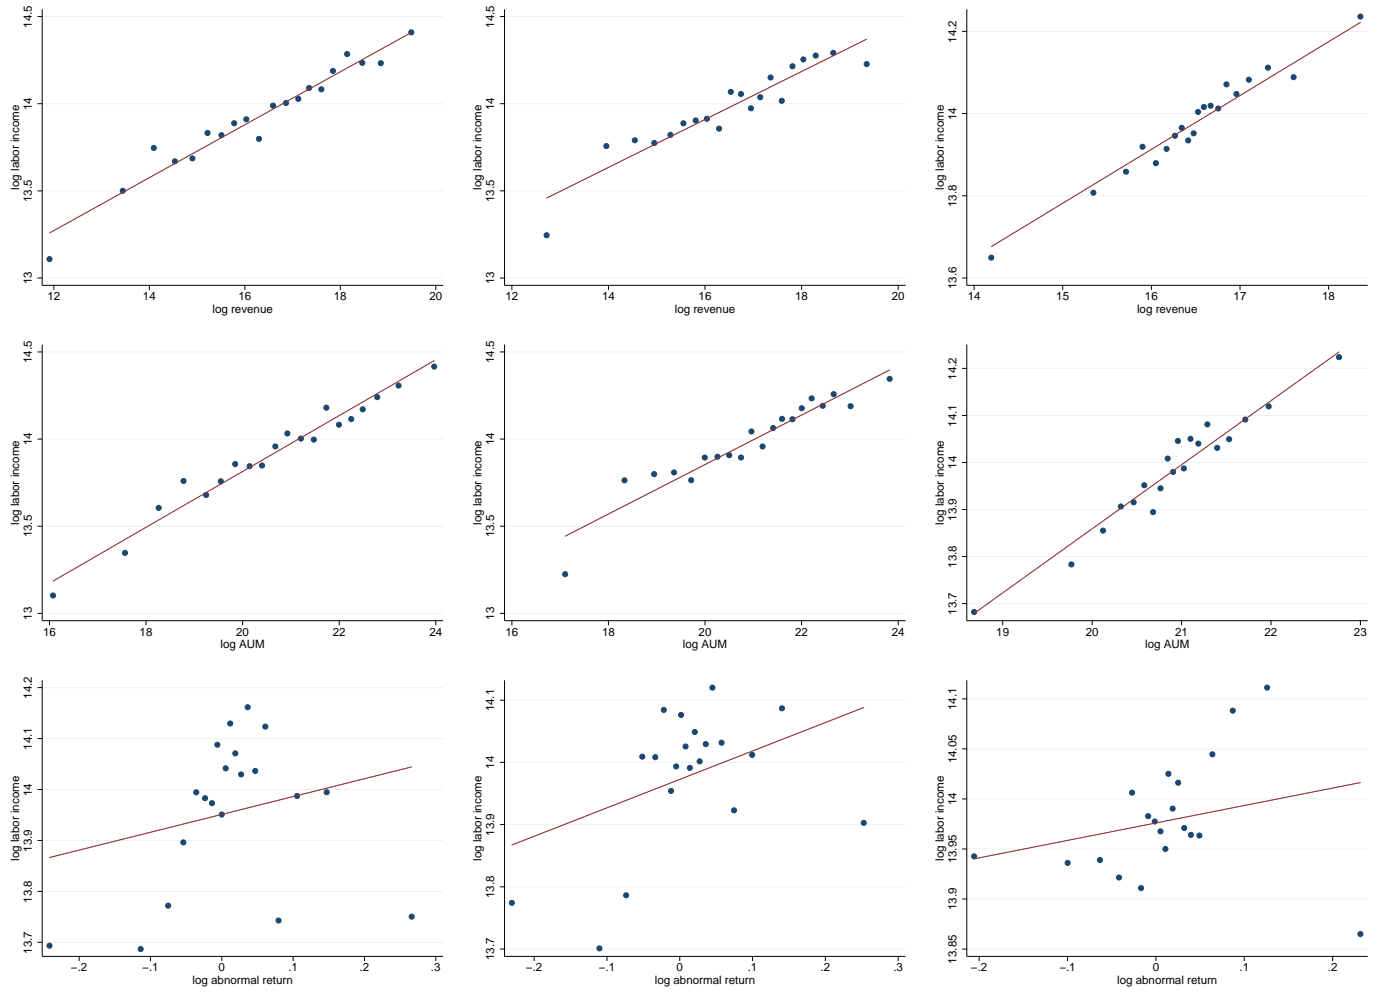 14.5
14
13.5
13
log labor income
12 14 16 18 20
log revenue
14.5
14
13.5
13
log labor income
12 14 16 18 20
log revenue
14.2
14
13.8
13.6
log labor income
14 15 16 17 18
log revenue
14.5
14
13.5
13
log labor income
16 18 20 22 24
log AUM
14.5
14
13.5
13
log labor income
16 18 20 22 24
log AUM
14.2
14.1
14
13.9
13.8
13.7
log labor income
19 20 21 22 23
log AUM
14.2
14.1
14
13.9
13.8
13.7
log labor income
−.2 −.1 0 .1 .2 .3
log abnormal return
14.1
14
13.9
13.8
13.7
log labor income
−.2 −.1 0 .1 .2 .3
log abnormal return
14.1
14.05
14
13.95
13.9
13.85
log labor income
−.2 −.1 0 .1 .2
log abnormal return